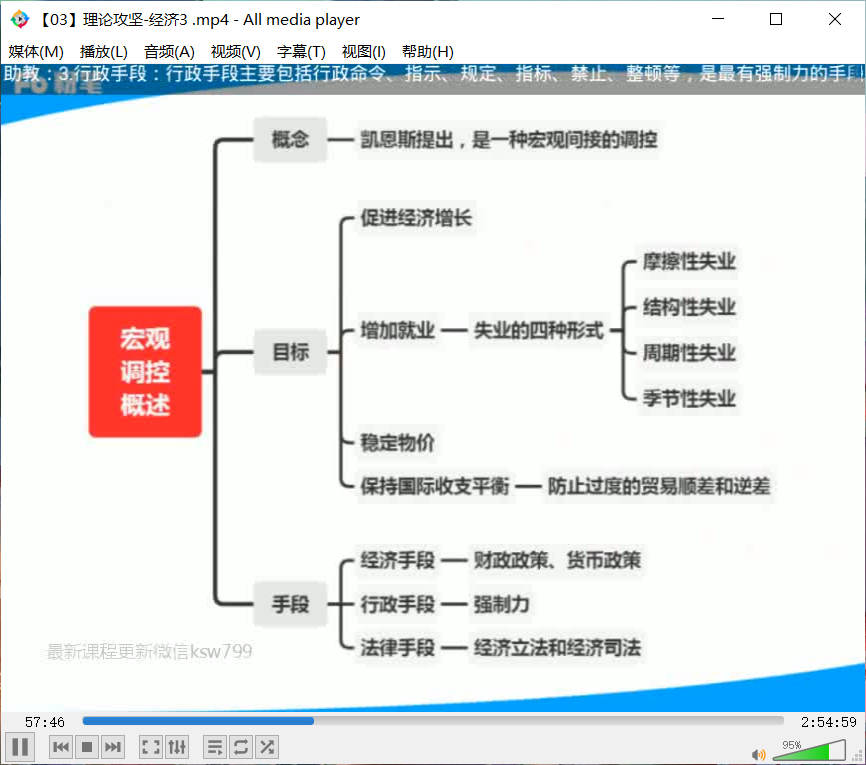 【03】理论攻坚-经济3 .mp4 - All media player
媒体(M) 播放(L) 音频(A) 视频(V) 字幕(T) 视图(I) 帮助(H)
助教：3.行政手段：行政手段主要包括行政命令、指示、规定、指标、禁止、整顿等，是最有强制力的手段
粉笔
概念
凯恩斯提出，是一种宏观间接的调控
促进经济增长
摩擦性失业
结构性失业
增加就业
失业的四种形式
宏观
调控
概述
目标
周期性失业
季节性失业
稳定物价
保持国际收支平衡
防止过度的贸易顺差和逆差
经济手段
财政政策、货币政策
手段
行政手段
强制力
法律手段
经济立法和经济司法
最新课程更新微信ksw799
57:46
2:54:59
95%